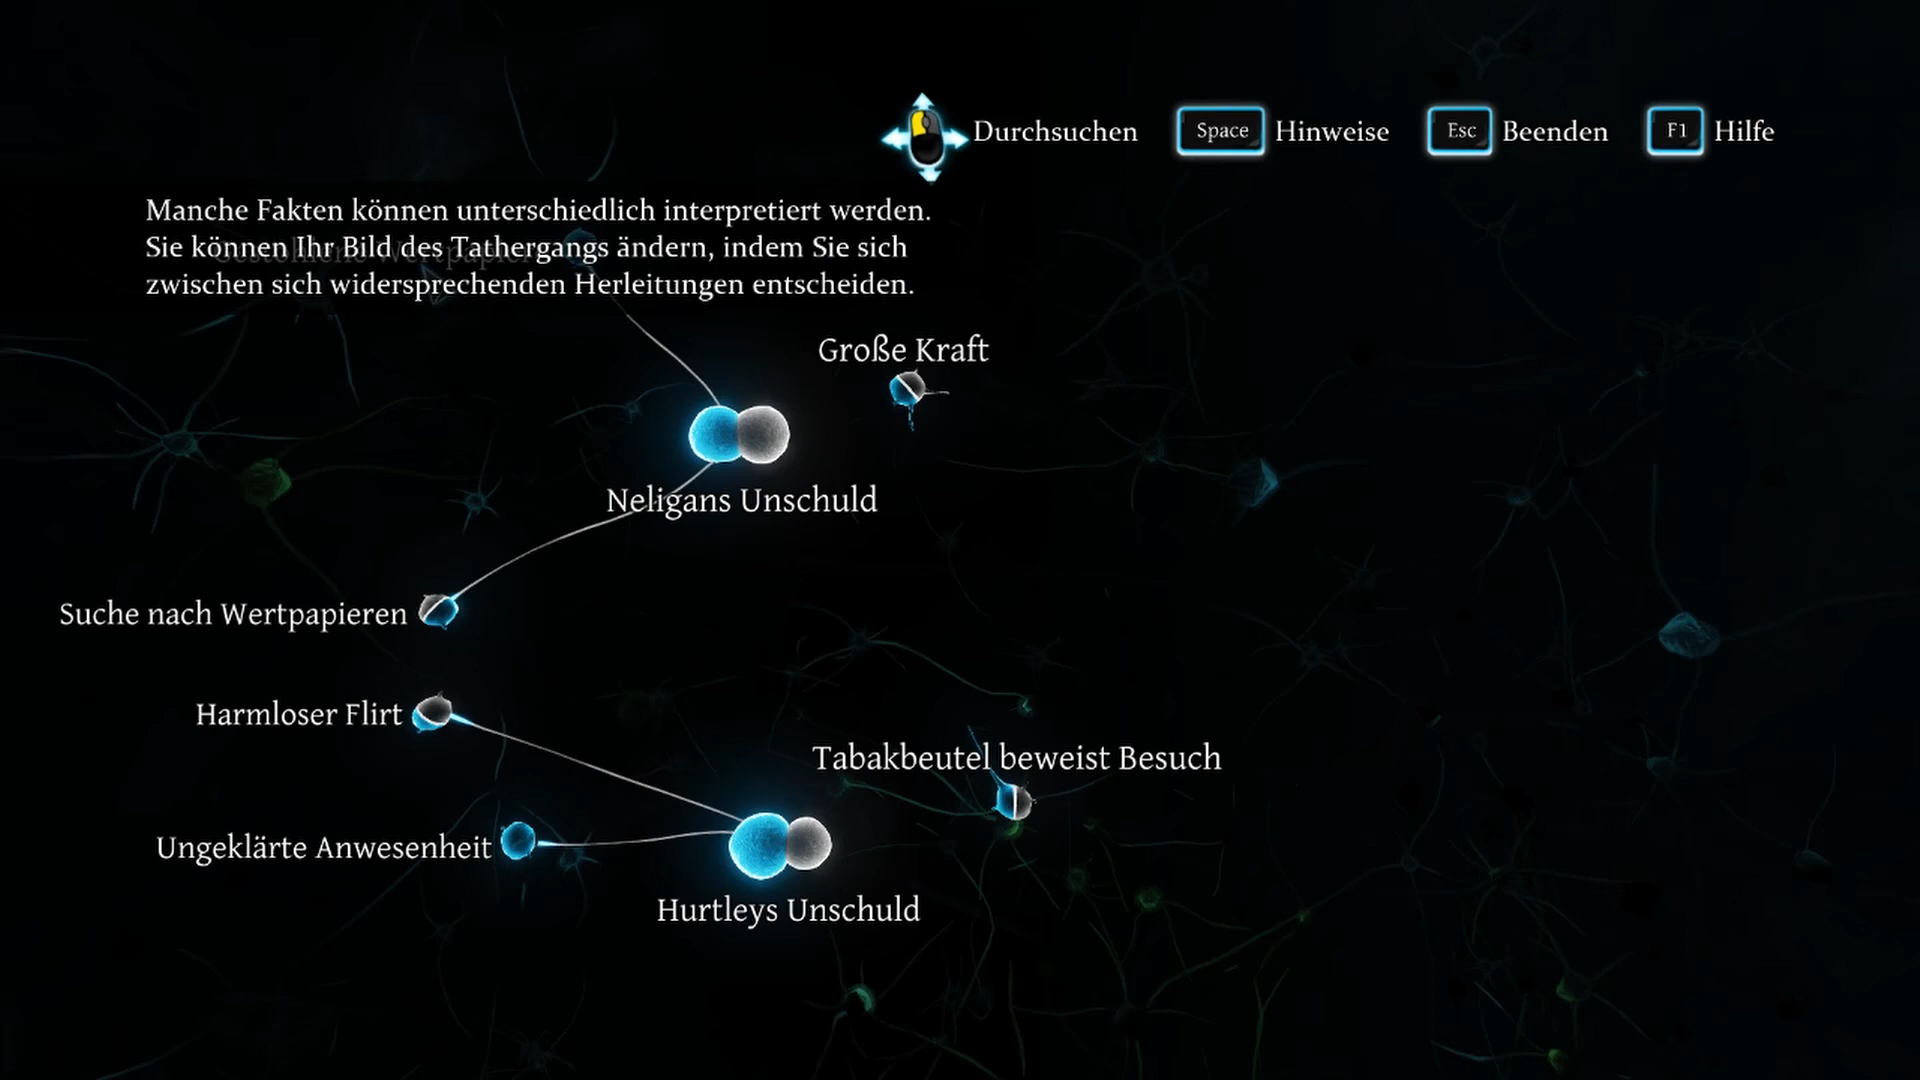 Durchsuchen
Space
Hinweise
Esc
Beenden
F1
Hilfe
Manche Fakten können unterschiedlich interpretiert werden.
Sie können Ihr Bild des Tathergangs ändern, indem Sie sich
zwischen sich widersprechenden Herleitungen entscheiden.
Große Kraft
Neligans Unschuld
Suche nach Wertpapieren
Harmloser Flirt
Tabakbeutel beweist Besuch
Ungeklärte Anwesenheit
Hurtleys Unschuld